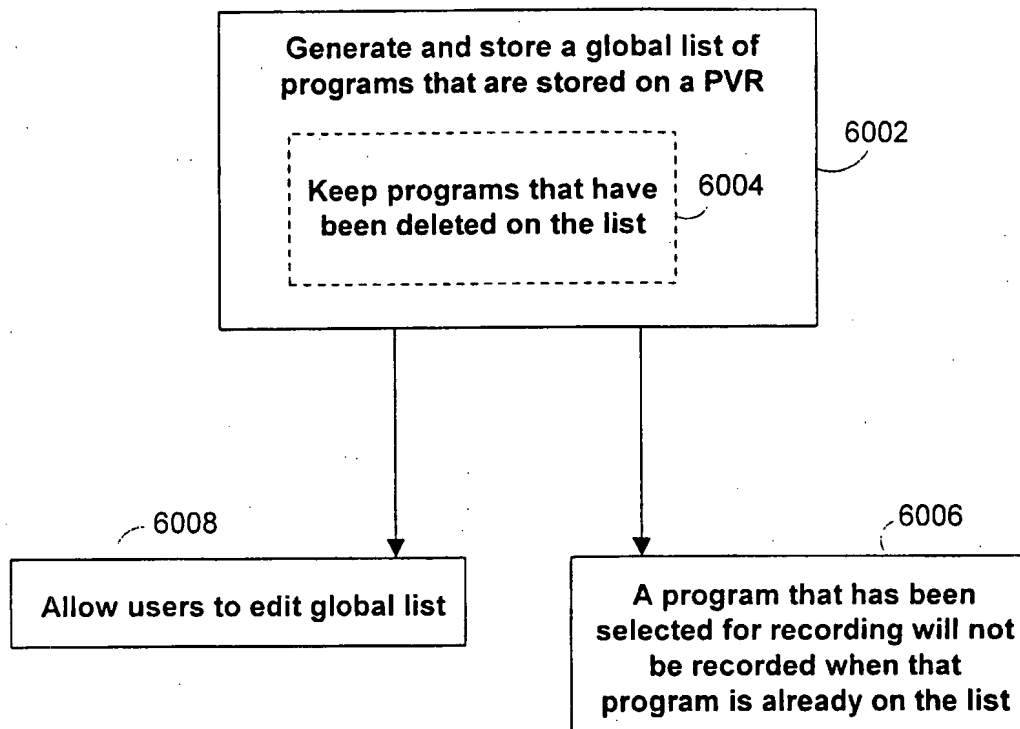 Generate and store a global list of
programs that are stored on a PVR
6002
Keep programs that have
been deleted on the list
6004
6008
Allow users to edit global list
6006
A program that has been
selected for recording will not
be recorded when that
program is already on the list